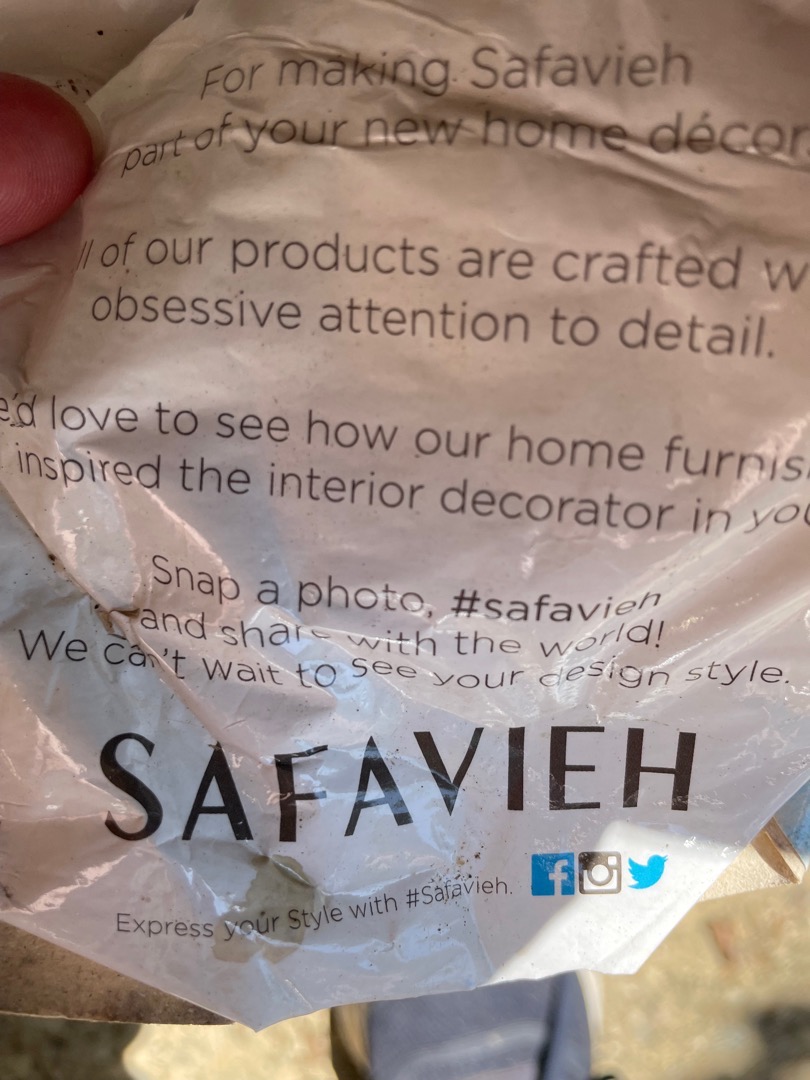 For making Safavieh
part of your new home décor
of our products are crafted
obsessive attention to detail.
love to see how our home
inspired the interior decorator in
Snap a photo, #safavieh
and share with the world!
We can't wait to see your design style.
SAFAVIEH
Express your Style with #Safavieh.